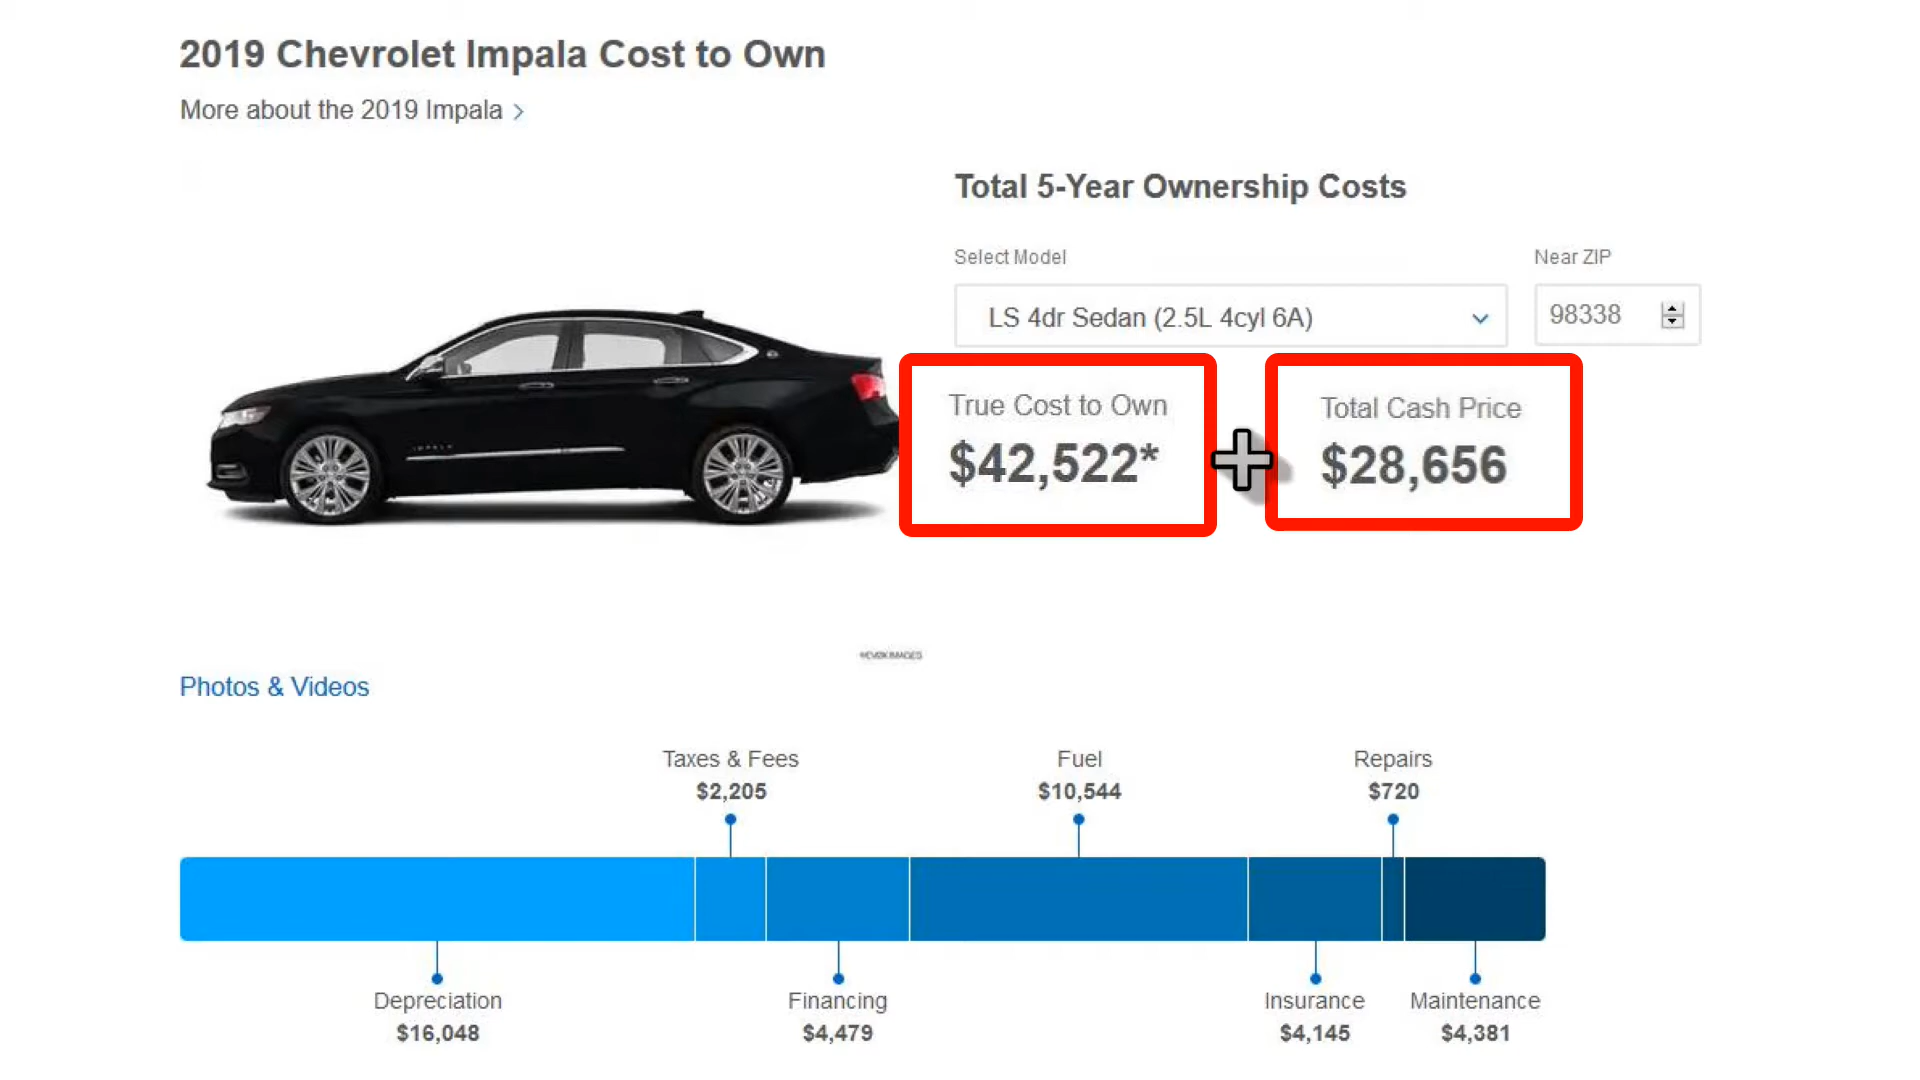 2019 Chevrolet Impala Cost to Own
More about the 2019 Impala >
Total 5-Year Ownership Costs
Select Model
Near ZIP
LS 4dr Sedan (2.5L 4cyl 6A)
98338
True Cost to Own
$42,522*
Total Cash Price
$28,656
IMPALA
Photos & Videos
Taxes & Fees
$2,205
Fuel
$10,544
Repairs
$720
Depreciation
$16,048
Financing
$4,479
Insurance
$4,145
Maintenance
$4,381